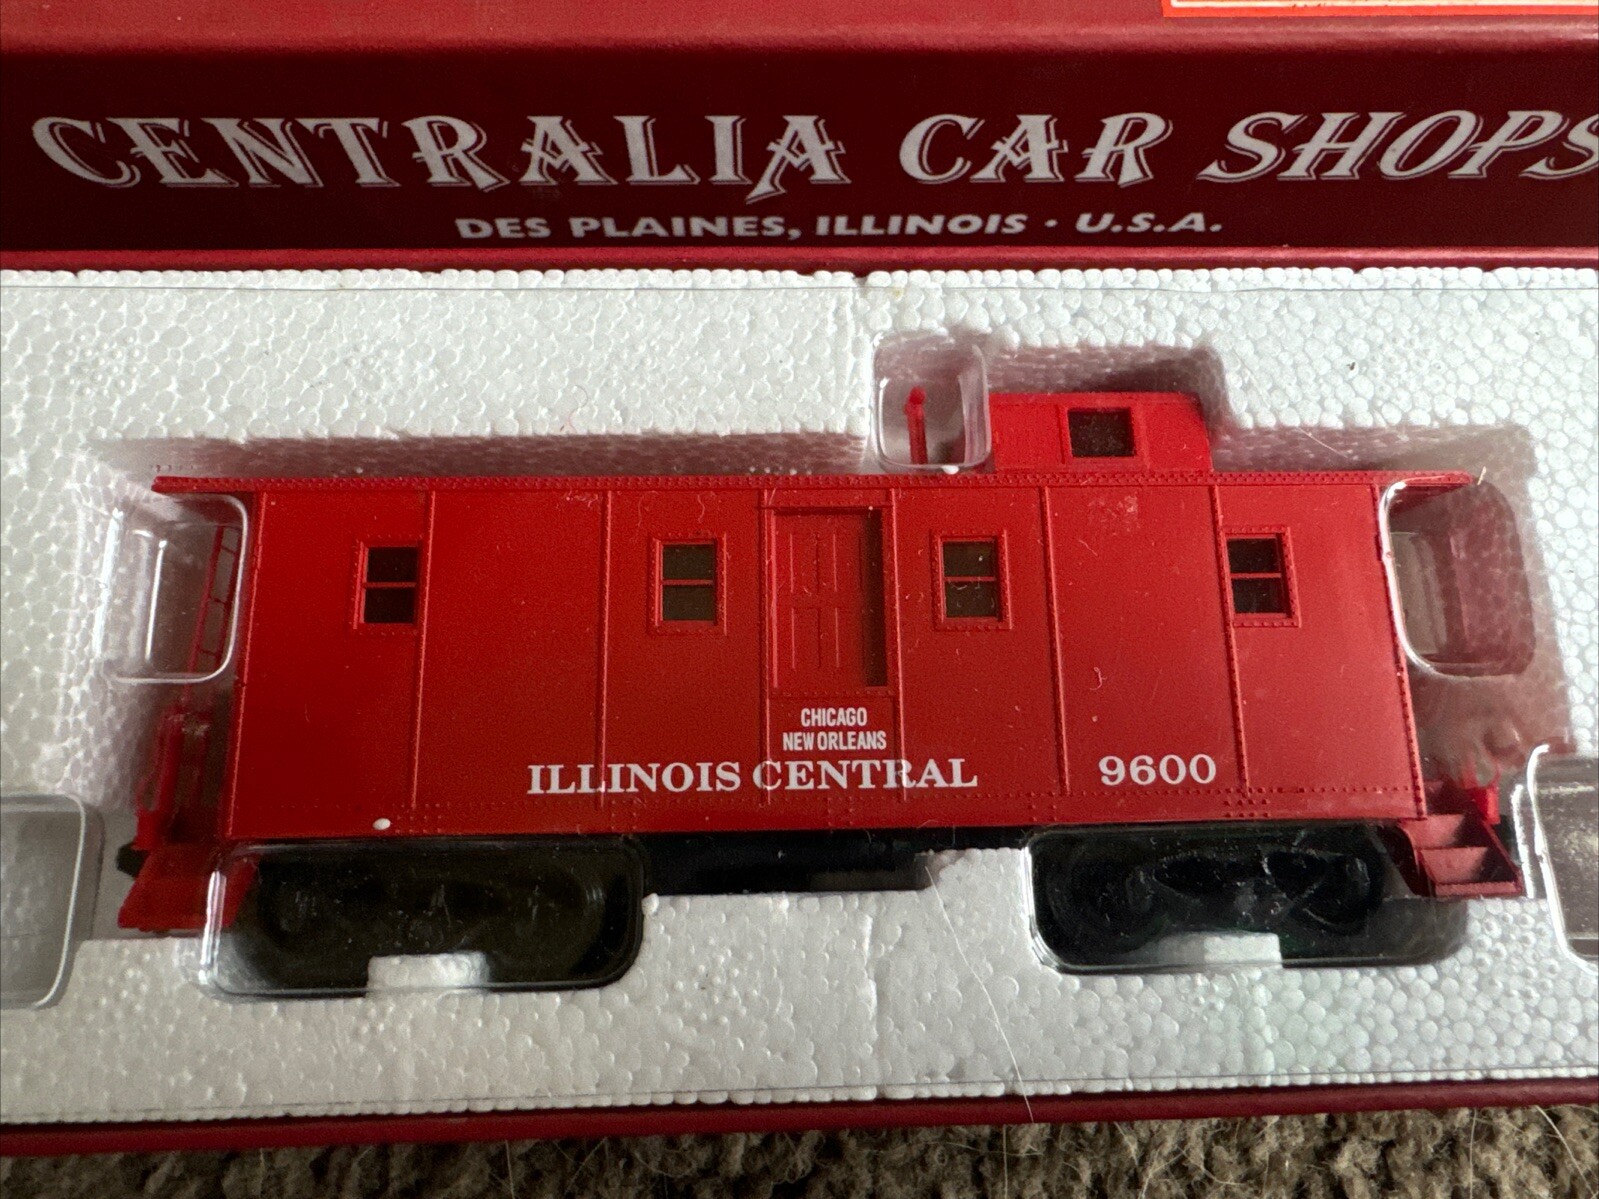 CENTRALIA CAR SHOPS
DES PLAINES, ILLINOIS · U.S.A.
CHICAGO
NEW ORLEANS
ILLINOIS CENTRAL 9600